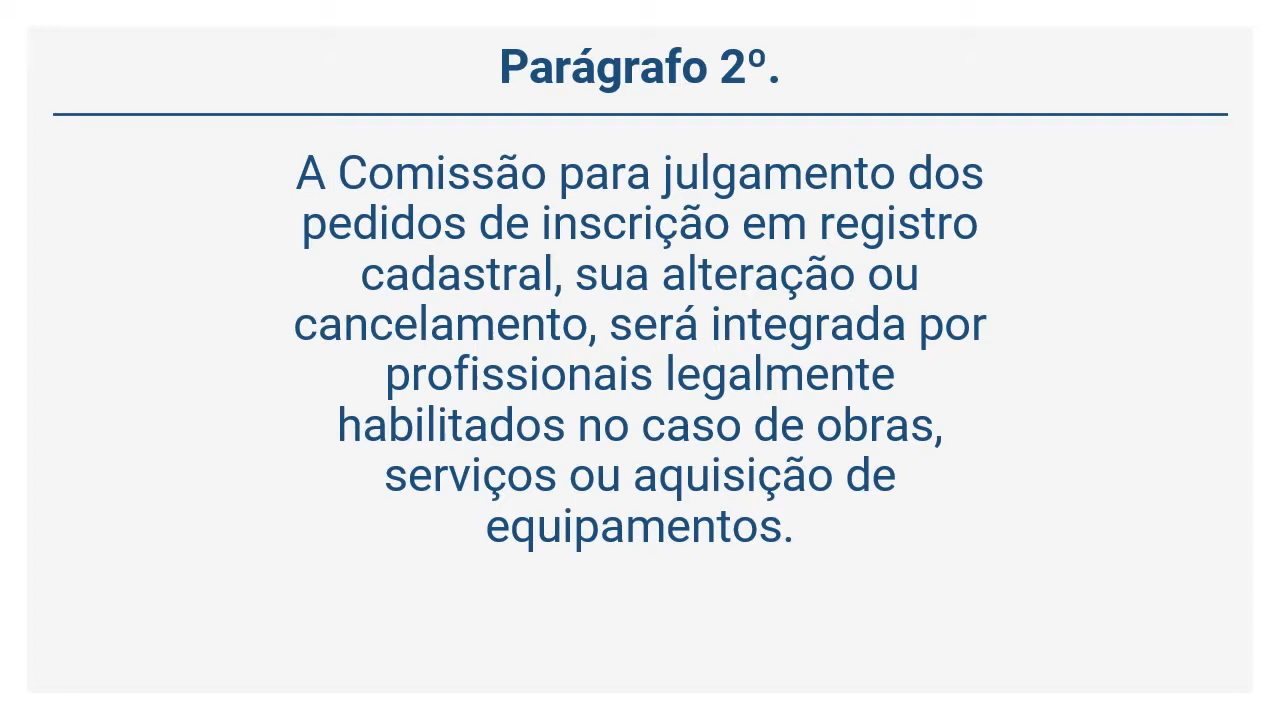 Parágrafo 2º.
A Comissão para julgamento dos
pedidos de inscrição em registro
cadastral, sua alteração ou
cancelamento, será integrada por
profissionais legalmente
habilitados no caso de obras,
serviços ou aquisição de
equipamentos.